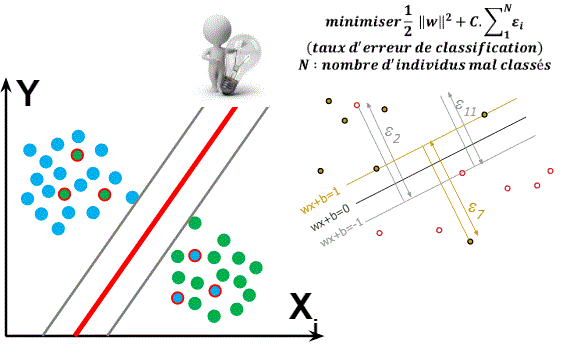 minimiser 1/2 ‖w‖² + C.∑₁ᴺ εᵢ
(taux d'erreur de classification)
N : nombre d'individus mal classés
Y
Xᵢ
ε₂
ε₁₁
ε₇
wx+b=1
wx+b=0
wx+b=-1